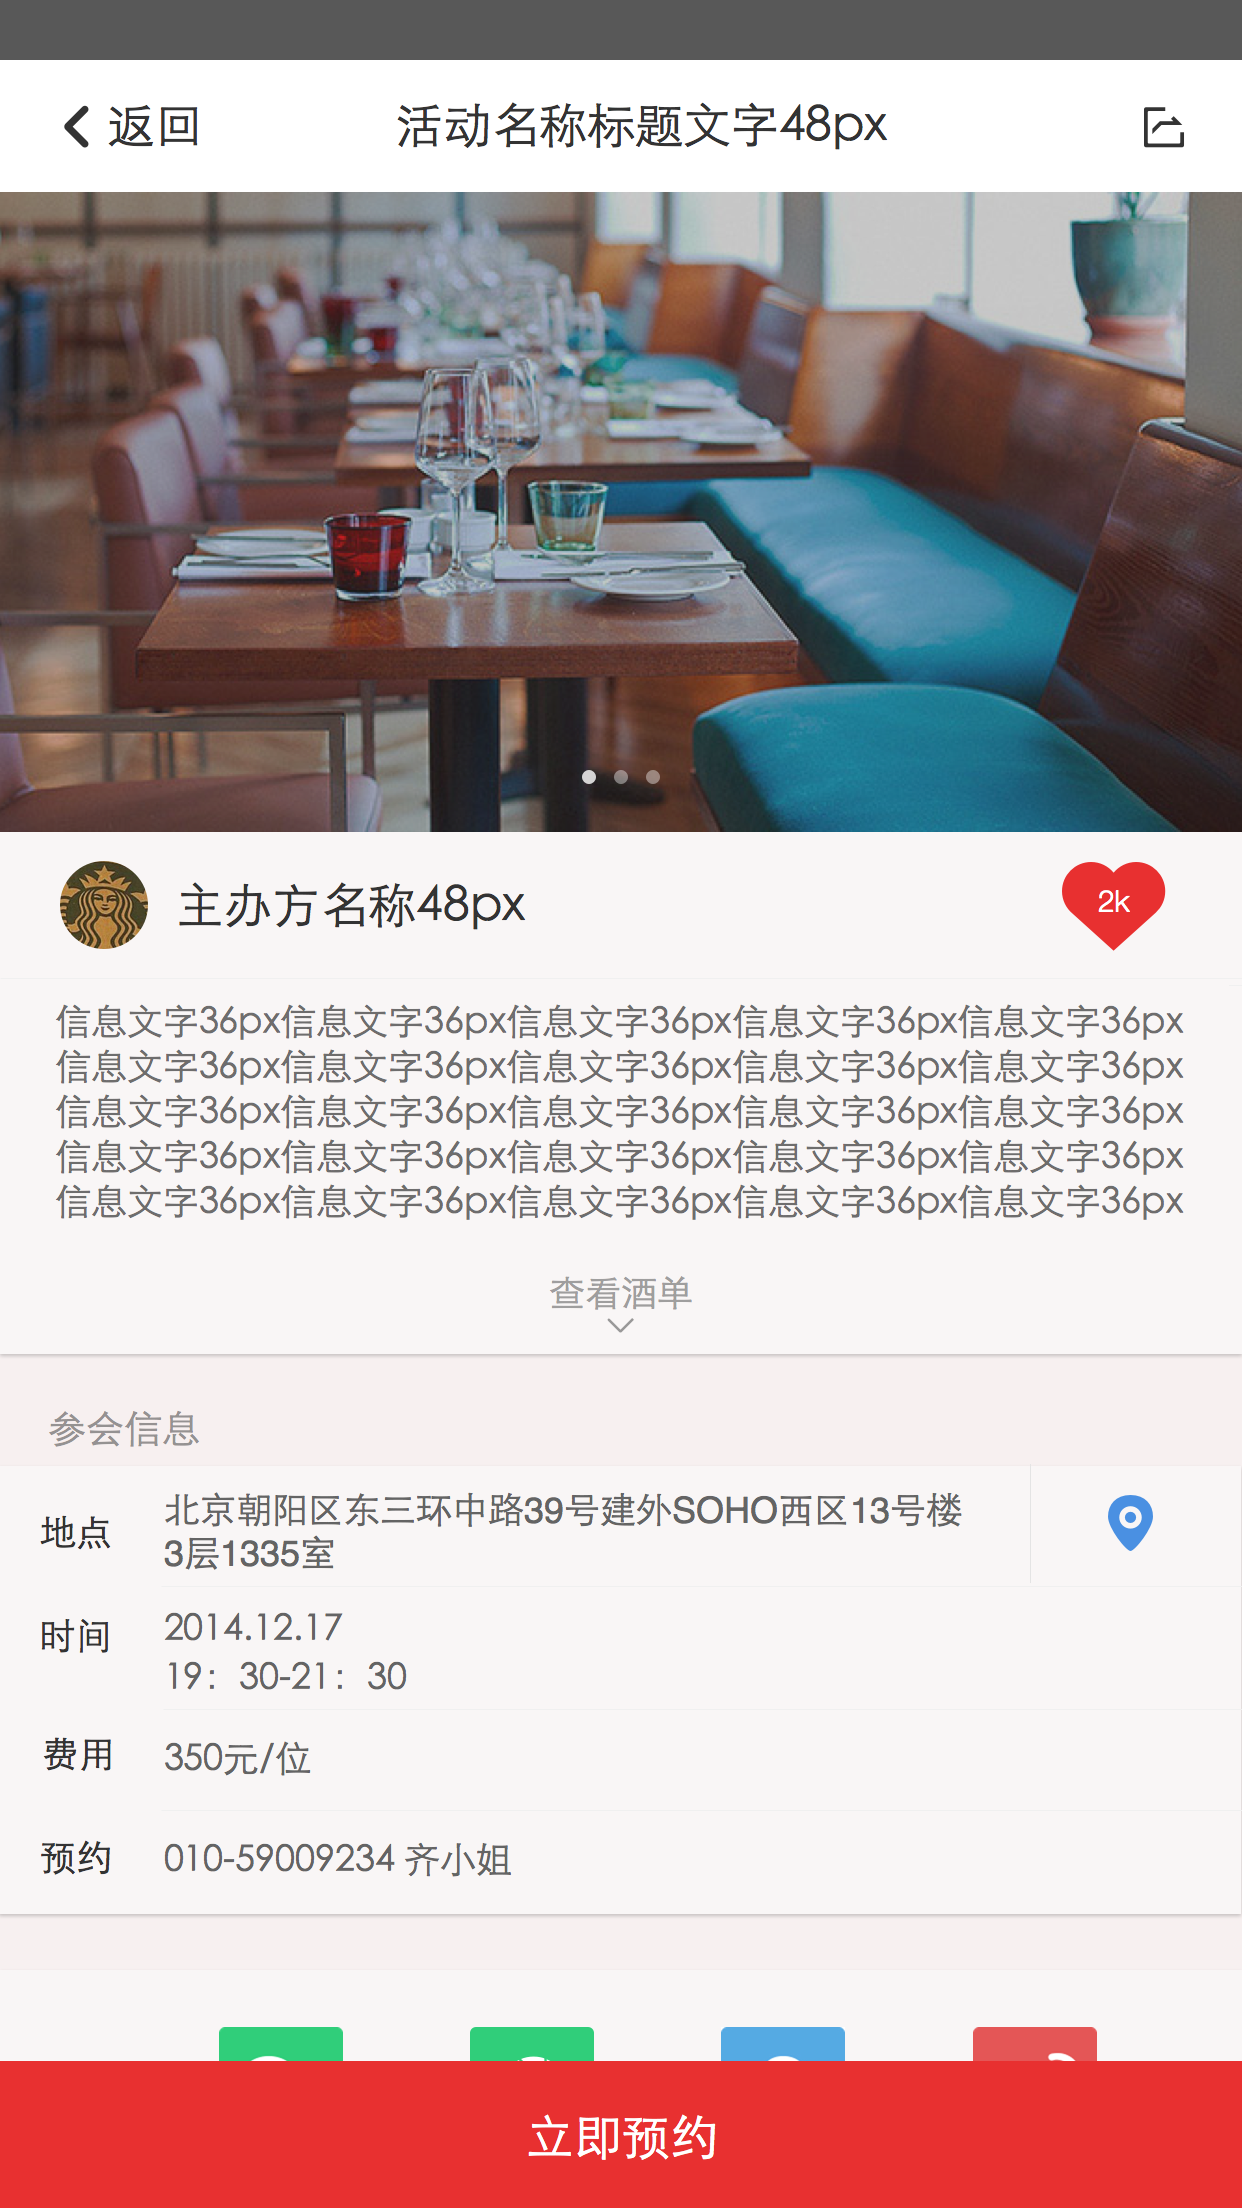 返回
活动名称标题文字48px
主办方名称48px
2k
信息文字36px信息文字36px信息文字36px信息文字36px信息文字36px
信息文字36px信息文字36px信息文字36px信息文字36px信息文字36px
信息文字36px信息文字36px信息文字36px信息文字36px信息文字36px
信息文字36px信息文字36px信息文字36px信息文字36px信息文字36px
信息文字36px信息文字36px信息文字36px信息文字36px信息文字36px
查看酒单
参会信息
地点
北京朝阳区东三环中路39号建外SOHO西区13号楼
3层1335室
时间
2014.12.17
19：30-21：30
费用
350元/位
预约
010-59009234 齐小姐
立即预约